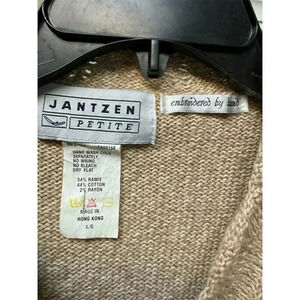 JANTZEN
PETITE
embroidered by hand
HAND WASH COLD
SEPARATELY
NO WRING
NO BLEACH
DRY FLAT
54% RAMIE
44% COTTON
2% RAYON
MADE IN
HONG KONG
L/G